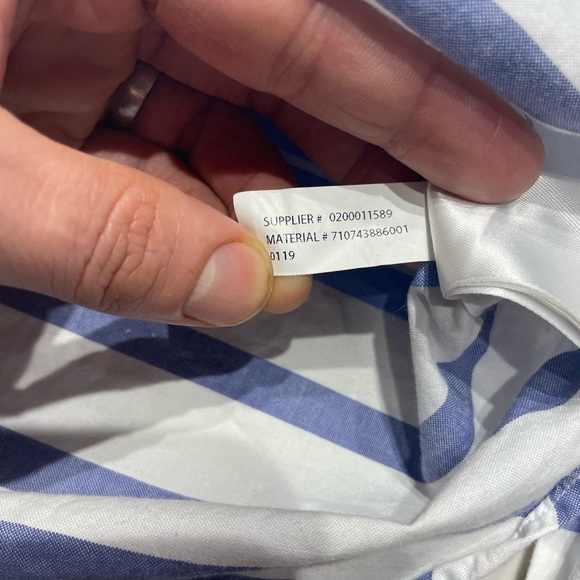 SUPPLIER # 0200011589
MATERIAL # 710743886001
0119